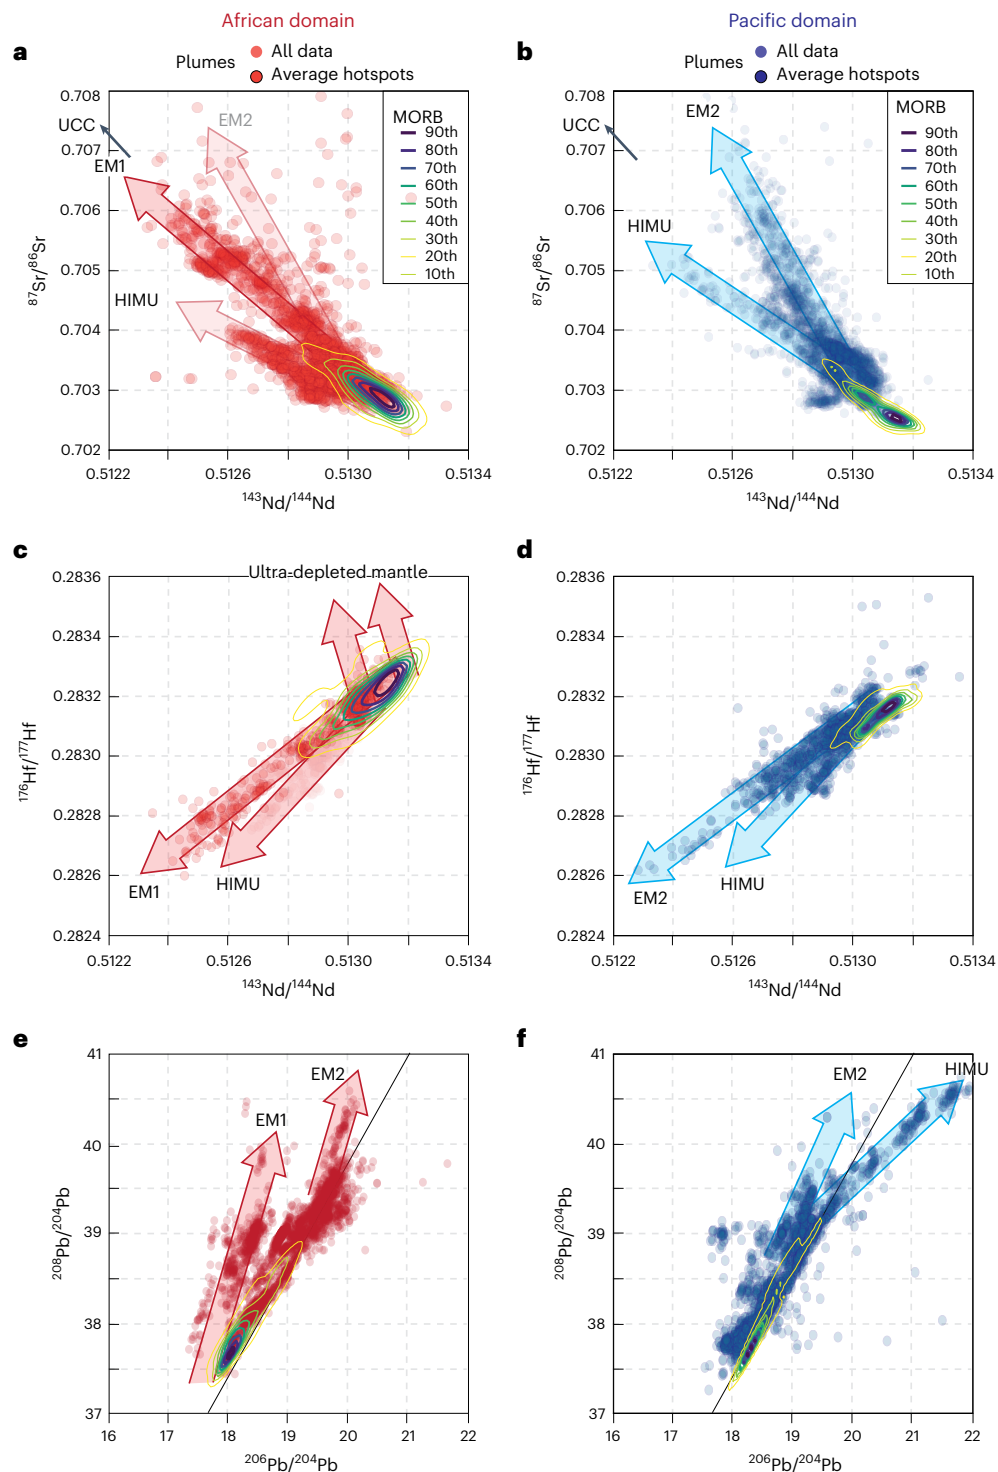 African domain
Pacific domain
a
Plumes
All data
Average hotspots
b
Plumes
All data
Average hotspots
0.708
0.707
0.706
0.705
0.704
0.703
0.702
87Sr/86Sr
UCC
EM1
EM2
HIMU
MORB
90th
80th
70th
60th
50th
40th
30th
20th
10th
0.5122
0.5126
0.5130
0.5134
143Nd/144Nd
0.708
0.707
0.706
0.705
0.704
0.703
0.702
87Sr/86Sr
UCC
EM2
HIMU
MORB
90th
80th
70th
60th
50th
40th
30th
20th
10th
0.5122
0.5126
0.5130
0.5134
143Nd/144Nd
c
Ultra-depleted mantle
0.2836
0.2834
0.2832
0.2830
0.2828
0.2826
0.2824
176Hf/177Hf
EM1
HIMU
0.5122
0.5126
0.5130
0.5134
143Nd/144Nd
d
0.2836
0.2834
0.2832
0.2830
0.2828
0.2826
0.2824
176Hf/177Hf
EM2
HIMU
0.5122
0.5126
0.5130
0.5134
143Nd/144Nd
e
41
40
39
38
37
208Pb/204Pb
EM2
EM1
16
17
18
19
20
21
22
206Pb/204Pb
f
41
40
39
38
37
208Pb/204Pb
EM2
HIMU
16
17
18
19
20
21
22
206Pb/204Pb